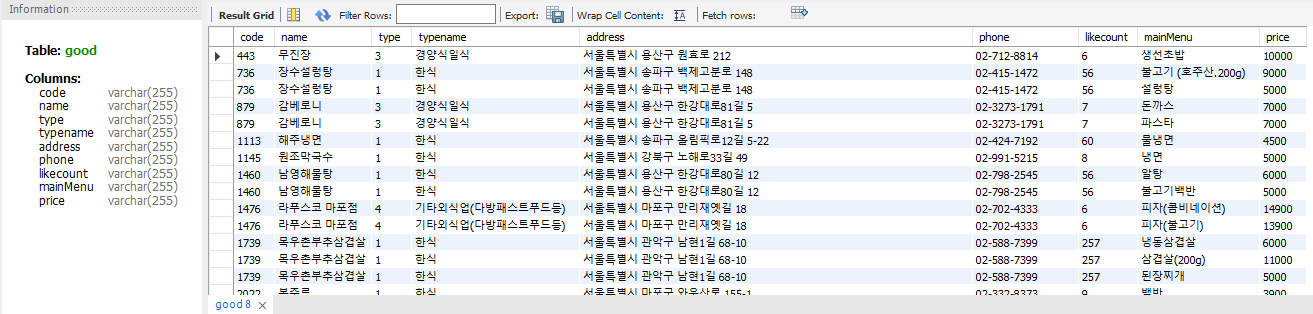 Information
Table: good
Columns:
code varchar(255)
name varchar(255)
type varchar(255)
typename varchar(255)
address varchar(255)
phone varchar(255)
likecount varchar(255)
mainMenu varchar(255)
price varchar(255)
Result Grid Filter Rows: Export: Wrap Cell Content: Fetch rows:
code name type typename address phone likecount mainMenu price
443 무진장 3 경양식일식 서울특별시 용산구 원효로 212 02-712-8814 6 생선초밥 10000
736 장수설렁탕 1 한식 서울특별시 송파구 백제고분로 148 02-415-1472 56 불고기 (호주산,200g) 9000
736 장수설렁탕 1 한식 서울특별시 송파구 백제고분로 148 02-415-1472 56 설렁탕 5000
879 감베로니 3 경양식일식 서울특별시 용산구 한강대로81길 5 02-3273-1791 7 돈까스 7000
879 감베로니 3 경양식일식 서울특별시 용산구 한강대로81길 5 02-3273-1791 7 파스타 7000
1113 해주냉면 1 한식 서울특별시 송파구 올림픽로12길 5-22 02-424-7192 60 물냉면 4500
1145 원조막국수 1 한식 서울특별시 강북구 노해로33길 49 02-991-5215 8 냉면 5000
1460 남영해물탕 1 한식 서울특별시 용산구 한강대로80길 12 02-798-2545 56 알탕 6000
1460 남영해물탕 1 한식 서울특별시 용산구 한강대로80길 12 02-798-2545 56 불고기백반 5000
1476 라푸스코 마포점 4 기타외식업(다방패스트푸드등) 서울특별시 마포구 만리재옛길 18 02-702-4333 6 피자(콤비네이션) 14900
1476 라푸스코 마포점 4 기타외식업(다방패스트푸드등) 서울특별시 마포구 만리재옛길 18 02-702-4333 6 피자(불고기) 13900
1739 목우촌부추삼겹살 1 한식 서울특별시 관악구 남현1길 68-10 02-588-7399 257 냉동삼겹살 6000
1739 목우촌부추삼겹살 1 한식 서울특별시 관악구 남현1길 68-10 02-588-7399 257 삼겹살(200g) 11000
1739 목우촌부추삼겹살 1 한식 서울특별시 관악구 남현1길 68-10 02-588-7399 257 된장찌개 5000
2022 1 한식 서울특별시 마포구 와우산로 155-1 02-332-8373 9 백반 3900
good 8